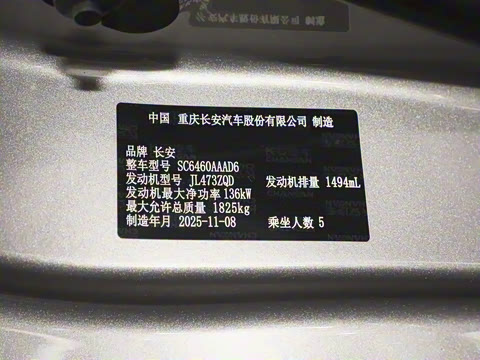 中国 重庆长安汽车股份有限公司 制造
品牌 长安
整车型号 SC6460AAAD6
发动机型号 JL473ZQD 发动机排量 1494mL
发动机最大净功率 136kW
最大允许总质量 1825kg
制造年月 2025-11-08 乘坐人数 5